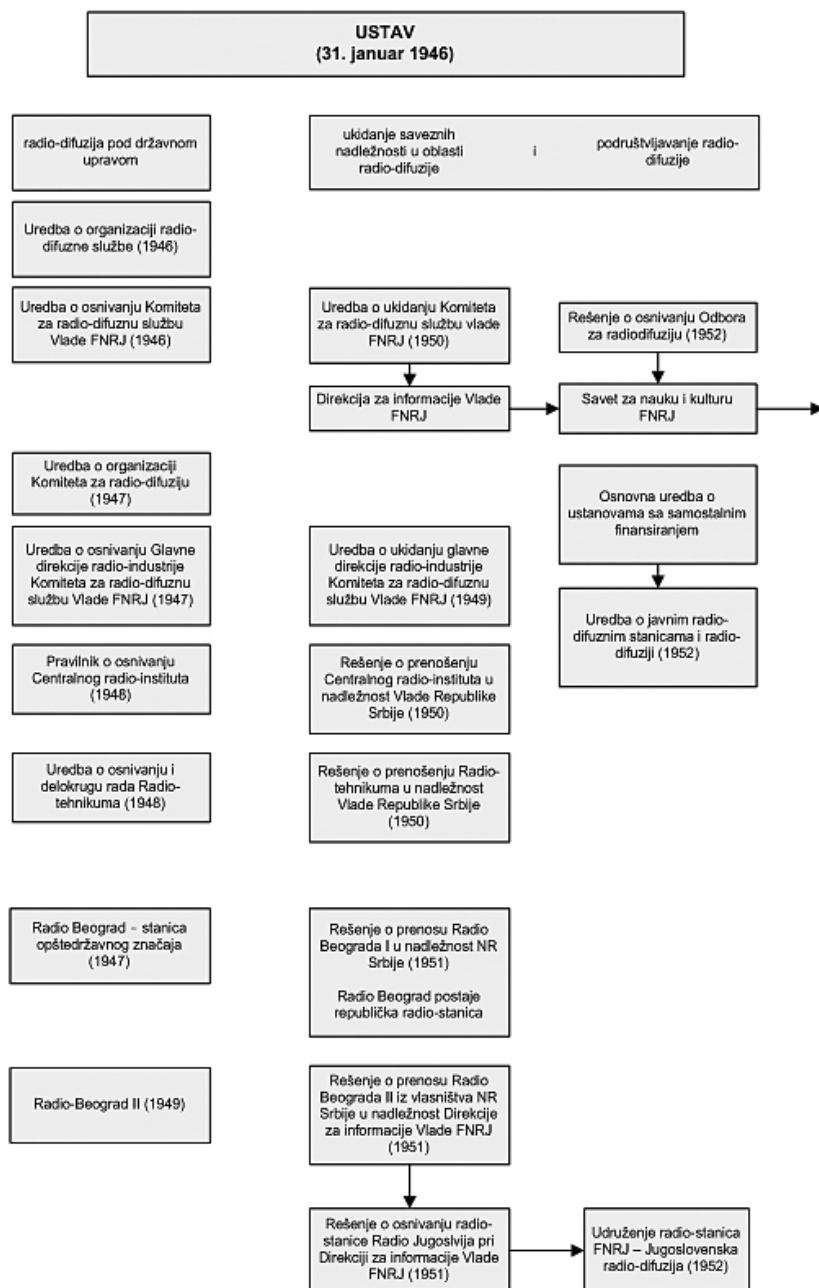 USTAV
(31. januar 1946)
radio-difuzija pod državnom
upravom
ukidanje saveznih
nadležnosti u oblasti
radio-difuzije
i
podruštvljavanje radio-
difuzije
Uredba o organizaciji radio-
difuzne službe (1946)
Uredba o osnivanju Komiteta
za radio-difuznu službu
Vlade FNRJ (1946)
Uredba o ukidanju Komiteta
za radio-difuznu službu vlade
FNRJ (1950)
Rešenje o osnivanju Odbora
za radiodifuziju (1952)
Direkcija za informacije Vlade
FNRJ
Savet za nauku i kulturu
FNRJ
Uredba o organizaciji
Komiteta za radio-difuziju
(1947)
Osnovna uredba o
ustanovama sa samostalnim
finansiranjem
Uredba o osnivanju Glavne
direkcije radio-industrije
Komiteta za radio-difuznu
službu Vlade FNRJ (1947)
Uredba o ukidanju glavne
direkcije radio-industrije
Komiteta za radio-difuznu
službu Vlade FNRJ (1949)
Uredba o javnim radio-
difuznim stanicama i radio-
difuziji (1952)
Pravilnik o osnivanju
Centralnog radio-instituta
(1948)
Rešenje o prenošenju
Centralnog radio-instituta u
nadležnost Vlade Republike
Srbije (1950)
Uredba o osnivanju i
delokrugu rada Radio-
tehnikuma (1948)
Rešenje o prenošenju Radio-
tehnikuma u nadležnost
Vlade Republike Srbije
(1950)
Radio Beograd – stanica
opštedržavnog značaja
(1947)
Rešenje o prenosu Radio
Beograda I u nadležnost NR
Srbije (1951)
Radio Beograd postaje
republička radio-stanica
Radio-Beograd II (1949)
Rešenje o prenosu Radio
Beograda II iz vlasništva NR
Srbije u nadležnost Direkcije
za informacije Vlade FNRJ
(1951)
Rešenje o osnivanju radio-
stanice Radio Jugoslvija pri
Direkciji za informacije Vlade
FNRJ (1951)
Udruženje radio-stanica
FNRJ – Jugoslovenska
radio-difuzija (1952)